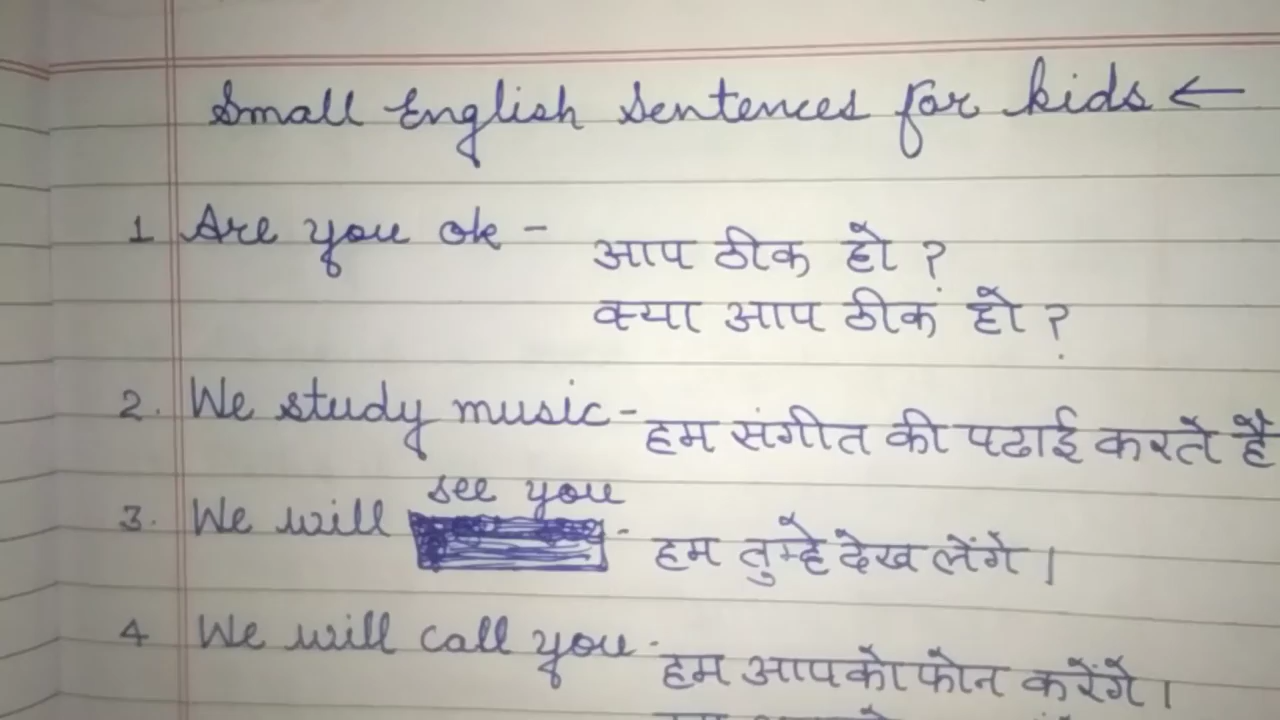 Small English Sentences for kids ←
1 Are you ok - आप ठीक हो ?
क्या आप ठीक हो ?
2. We study music - हम संगीत की पढाई करते है
see you
3. We will - हम तुम्हे देख लेंगे ।
4 We will call you - हम आपको फोन करेंगे ।